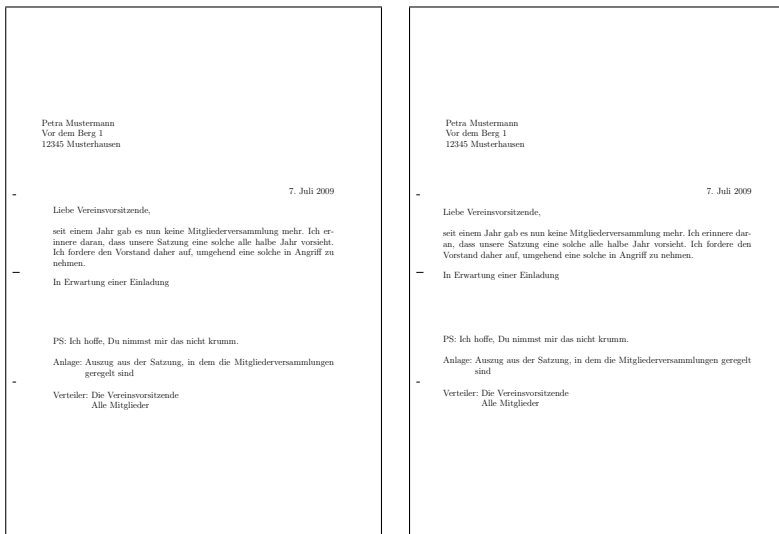 Petra Mustermann
Vor dem Berg 1
12345 Musterhausen
7. Juli 2009
Liebe Vereinsvorsitzende,
seit einem Jahr gab es nun keine Mitgliederversammlung mehr. Ich er-
innere daran, dass unsere Satzung eine solche alle halbe Jahr vorsieht.
Ich fordere den Vorstand daher auf, umgehend eine solche in Angriff zu
nehmen.
In Erwartung einer Einladung
PS: Ich hoffe, Du nimmst mir das nicht krumm.
Anlage: Auszug aus der Satzung, in dem die Mitgliederversammlungen
geregelt sind
Verteiler: Die Vereinsvorsitzende
Alle Mitglieder
Petra Mustermann
Vor dem Berg 1
12345 Musterhausen
7. Juli 2009
Liebe Vereinsvorsitzende,
seit einem Jahr gab es nun keine Mitgliederversammlung mehr. Ich erinnere dar-
an, dass unsere Satzung eine solche alle halbe Jahr vorsieht. Ich fordere den
Vorstand daher auf, umgehend eine solche in Angriff zu nehmen.
In Erwartung einer Einladung
PS: Ich hoffe, Du nimmst mir das nicht krumm.
Anlage: Auszug aus der Satzung, in dem die Mitgliederversammlungen geregelt
sind
Verteiler: Die Vereinsvorsitzende
Alle Mitglieder